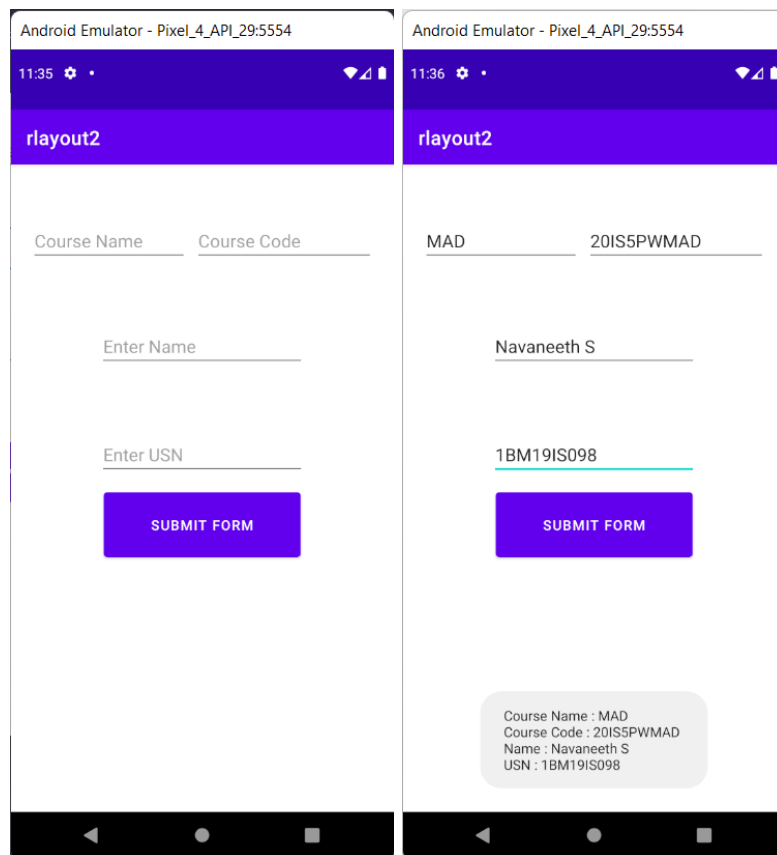 Android Emulator - Pixel_4_API_29:5554
11:35
rlayout2
Course Name Course Code
Enter Name
Enter USN
SUBMIT FORM
Android Emulator - Pixel_4_API_29:5554
11:36
rlayout2
MAD 20IS5PWMAD
Navaneeth S
1BM19IS098
SUBMIT FORM
Course Name : MAD
Course Code : 20IS5PWMAD
Name : Navaneeth S
USN : 1BM19IS098